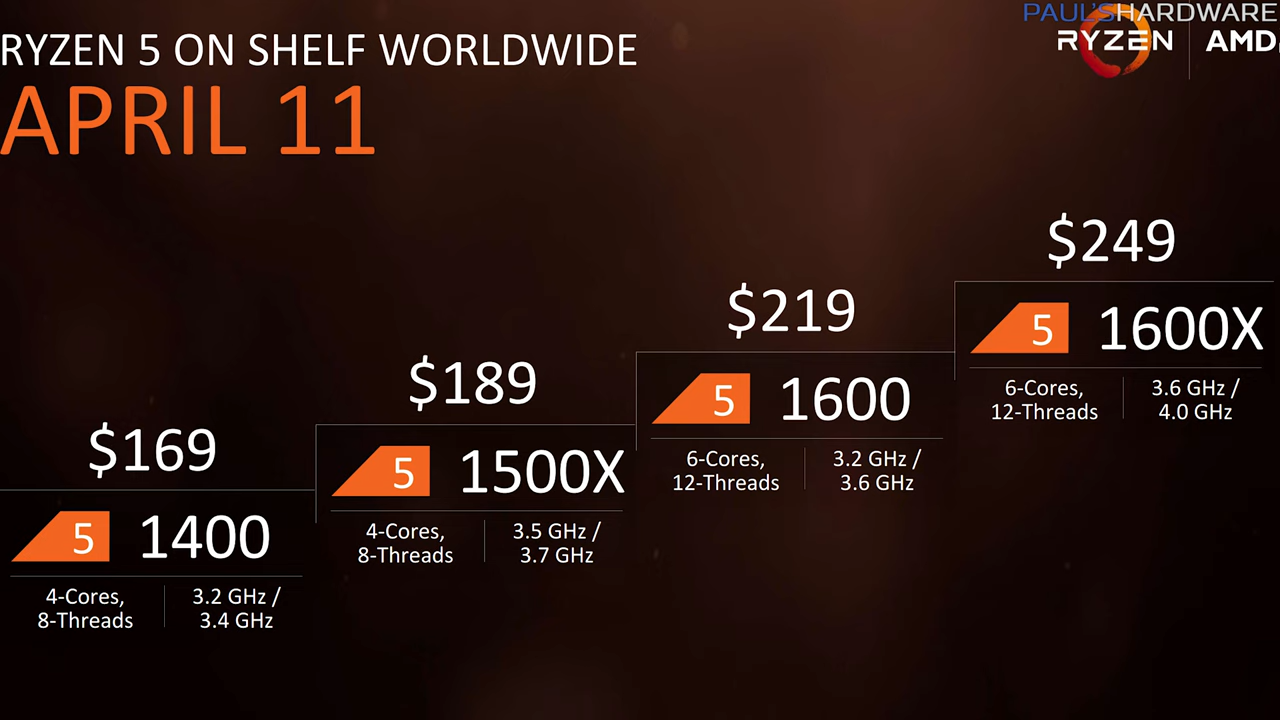 PAUL'SHARDWARE
RYZEN
AMD
RYZEN 5 ON SHELF WORLDWIDE
APRIL 11
$169
5 1400
4-Cores,
8-Threads
3.2 GHz /
3.4 GHz
$189
5 1500X
4-Cores,
8-Threads
3.5 GHz /
3.7 GHz
$219
5 1600
6-Cores,
12-Threads
3.2 GHz /
3.6 GHz
$249
5 1600X
6-Cores,
12-Threads
3.6 GHz /
4.0 GHz